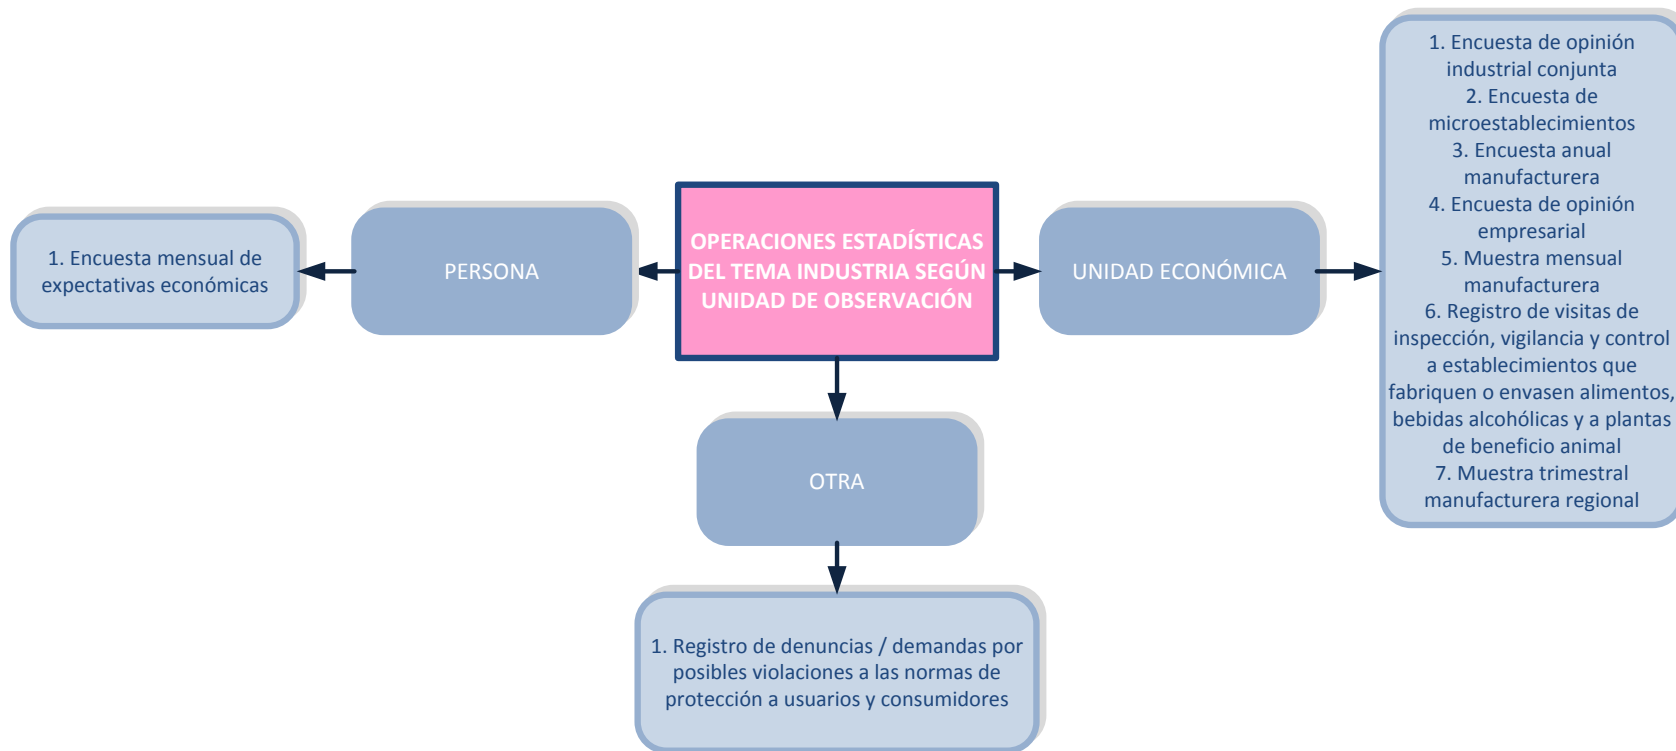 OPERACIONES ESTADÍSTICAS
DEL TEMA INDUSTRIA SEGÚN
UNIDAD DE OBSERVACIÓN
PERSONA
1. Encuesta mensual de
expectativas económicas
UNIDAD ECONÓMICA
1. Encuesta de opinión
industrial conjunta
2. Encuesta de
microestablecimientos
3. Encuesta anual
manufacturera
4. Encuesta de opinión
empresarial
5. Muestra mensual
manufacturera
6. Registro de visitas de
inspección, vigilancia y control
a establecimientos que
fabriquen o envasen alimentos,
bebidas alcohólicas y a plantas
de beneficio animal
7. Muestra trimestral
manufacturera regional
OTRA
1. Registro de denuncias / demandas por
posibles violaciones a las normas de
protección a usuarios y consumidores